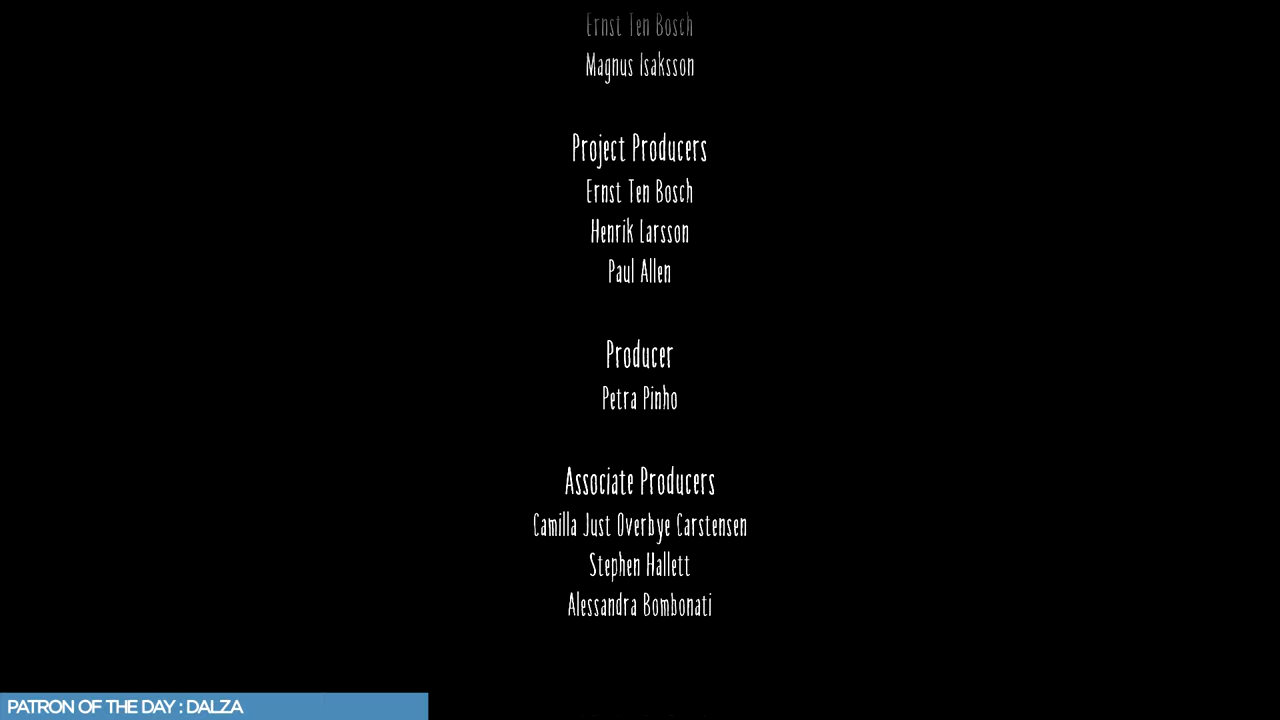 Ernst Ten Bosch
Magnus Isaksson
Project Producers
Ernst Ten Bosch
Henrik Larsson
Paul Allen
Producer
Petra Pinho
Associate Producers
Camilla Just Overbye Carstensen
Stephen Hallett
Alessandra Bombonati
PATRON OF THE DAY : DALZA